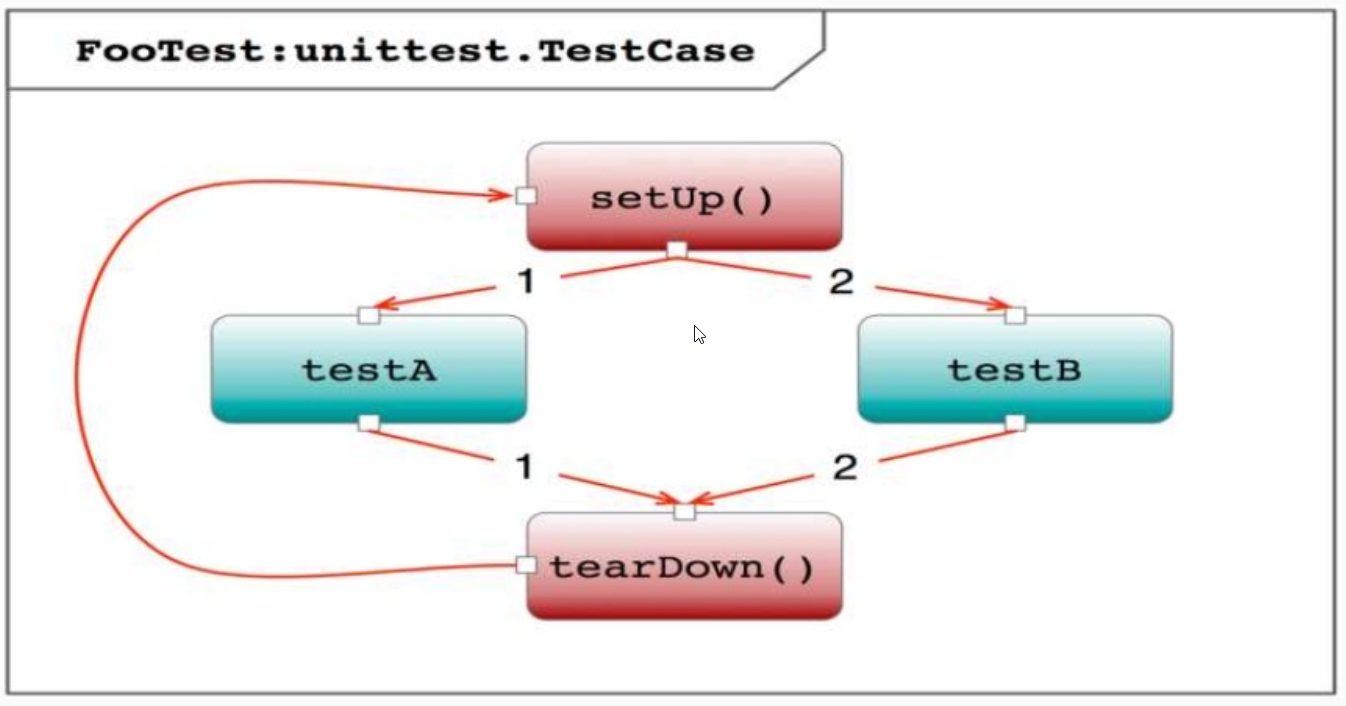 FooTest:unittest.TestCase
setUp()
1
2
testA
testB
1
2
tearDown()